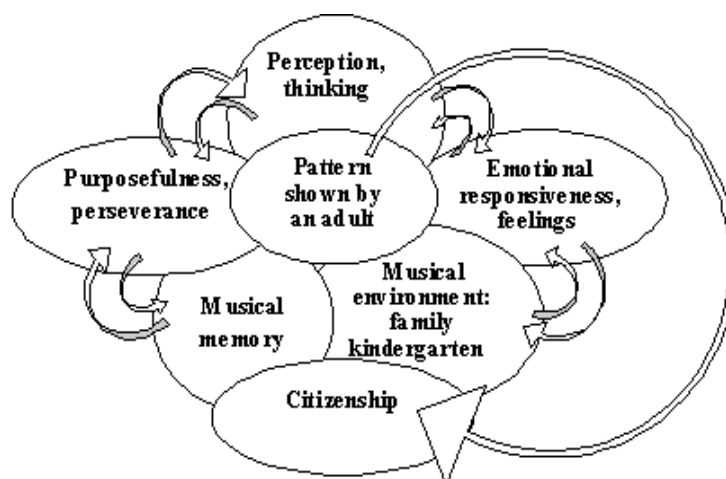 Perception,
thinking
Purposefulness,
perseverance
Pattern
shown by
an adult
Emotional
responsiveness,
feelings
Musical
memory
Musical
environment:
family
kindergarten
Citizenship